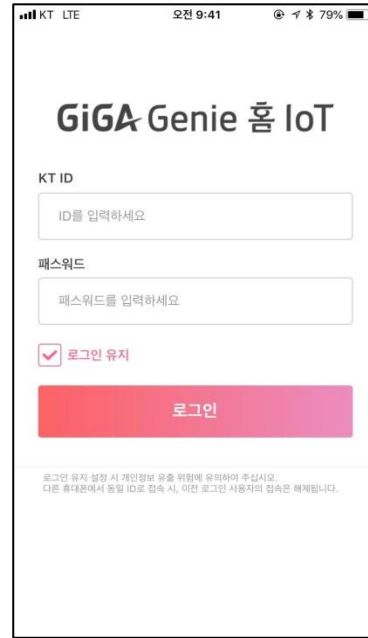 KT LTE 오전 9:41 79%
GiGA Genie 홈 IoT
KT ID
ID를 입력하세요
패스워드
패스워드를 입력하세요
로그인 유지
로그인
로그인 유지 설정 시 개인정보 유출 위험에 유의하여 주십시오.
다른 휴대폰에서 동일 ID로 접속 시, 이전 로그인 사용자의 접속은 해제됩니다.